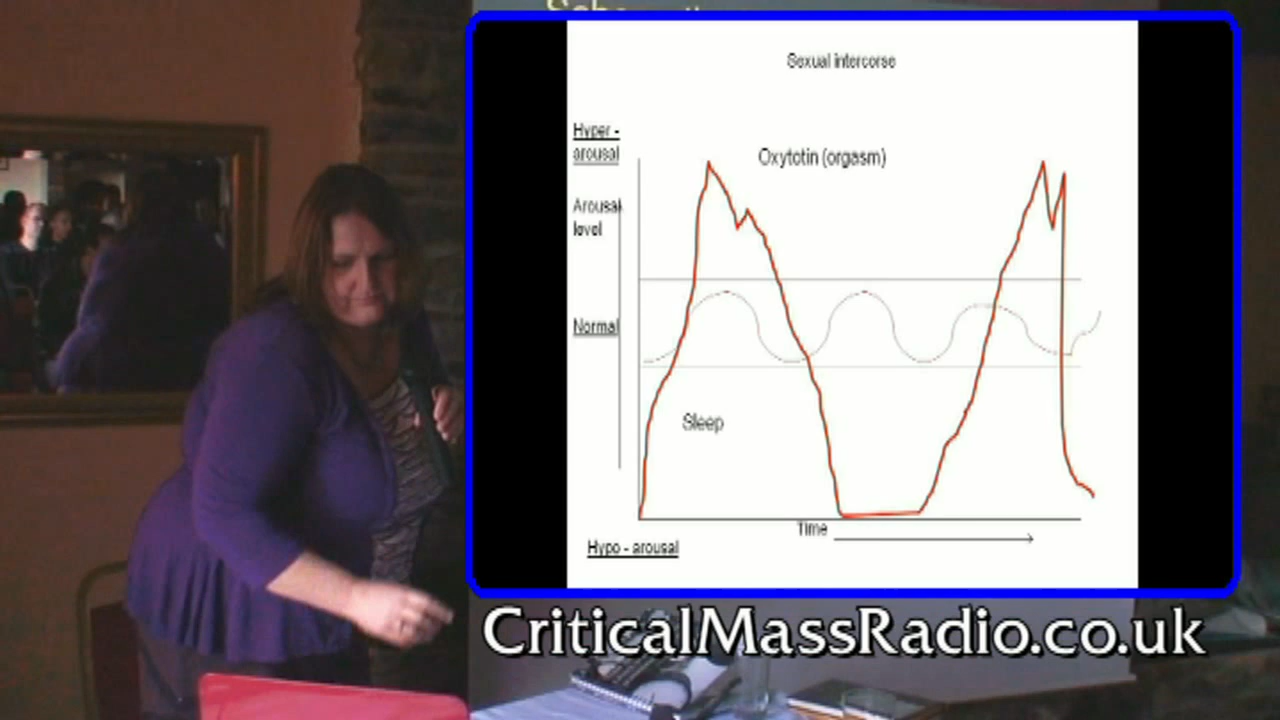 Sexual intercorse
Hyper -
arousal
Oxytotin (orgasm)
Arousal
level
Normal
Sleep
Time
Hypo - arousal
CriticalMassRadio.co.uk